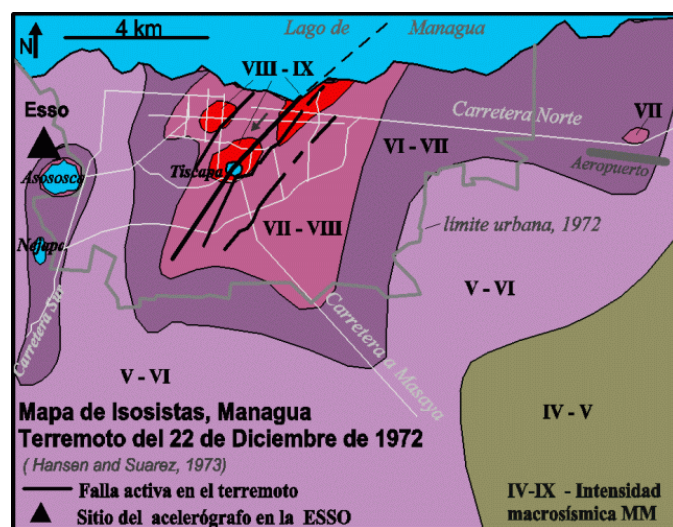 4 km
Lago de Managua
N
VIII - IX
Esso
Carretera Norte
VII
VI - VII
Aeropuerto
Asososca
Tiscapa
límite urbana, 1972
VII - VIII
Nejapa
V - VI
Carretera Sur
Carretera a Masaya
V - V I
IV - V
Mapa de Isosistas, Managua
Terremoto del 22 de Diciembre de 1972
( Hansen and Suarez, 1973)
Falla activa en el terremoto
Sitio del acelerógrafo en la ESSO
IV-IX - Intensidad
macrosísmica MM